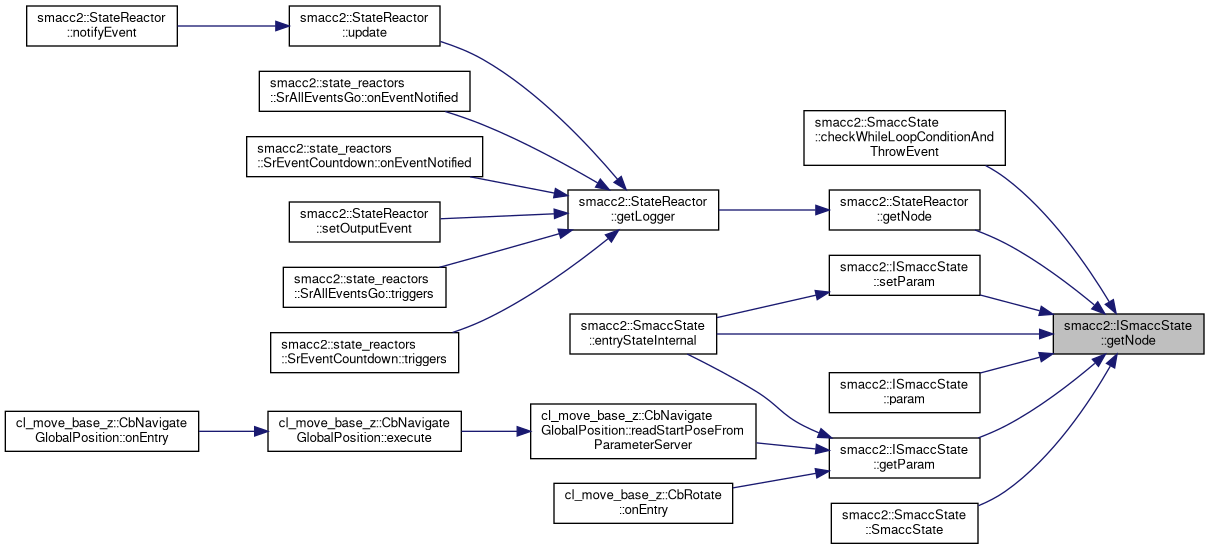 smacc2::StateReactor
::notifyEvent
smacc2::StateReactor
::update
smacc2::state_reactors
::SrAllEventsGo::onEventNotified
smacc2::state_reactors
::SrEventCountdown::onEventNotified
smacc2::StateReactor
::setOutputEvent
smacc2::state_reactors
::SrAllEventsGo::triggers
smacc2::state_reactors
::SrEventCountdown::triggers
smacc2::StateReactor
::getLogger
smacc2::SmaccState
::checkWhileLoopConditionAnd
ThrowEvent
smacc2::StateReactor
::getNode
smacc2::ISmaccState
::setParam
smacc2::SmaccState
::entryStateInternal
smacc2::ISmaccState
::getNode
smacc2::ISmaccState
::param
cl_move_base_z::CbNavigate
GlobalPosition::onEntry
cl_move_base_z::CbNavigate
GlobalPosition::execute
cl_move_base_z::CbNavigate
GlobalPosition::readStartPoseFrom
ParameterServer
smacc2::ISmaccState
::getParam
cl_move_base_z::CbRotate
::onEntry
smacc2::SmaccState
::SmaccState